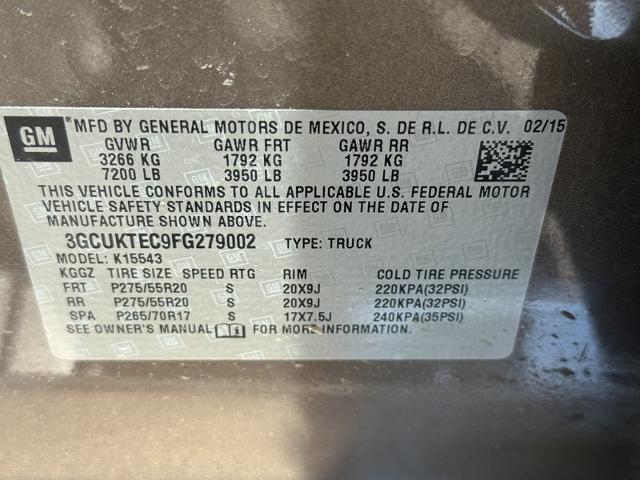 GM ® MFD BY GENERAL MOTORS DE MEXICO, S. DE R.L. DE C.V. 02/15
GVWR GAWR FRT GAWR RR
3266 KG 1792 KG 1792 KG
7200 LB 3950 LB 3950 LB
THIS VEHICLE CONFORMS TO ALL APPLICABLE U.S. FEDERAL MOTOR
VEHICLE SAFETY STANDARDS IN EFFECT ON THE DATE OF
MANUFACTURE SHOWN ABOVE.
3GCUKTEC9FG279002 TYPE: TRUCK
MODEL: K15543
KGGZ TIRE SIZE SPEED RTG RIM COLD TIRE PRESSURE
FRT P275/55R20 S 20X9J 220KPA(32PSI)
RR P275/55R20 S 20X9J 220KPA(32PSI)
SPA P265/70R17 S 17X7.5J 240KPA(35PSI)
SEE OWNER'S MANUAL FOR MORE INFORMATION.